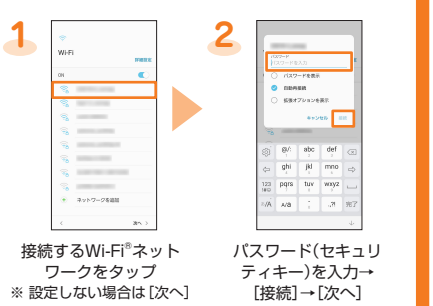 1
Wi-Fi
詳細設定
ON
ネットワークを追加
次へ
接続するWi-Fi®ネット
ワークをタップ
※ 設定しない場合は[次へ]
2
パスワード
パスワードを入力
パスワードを表示
自動再接続
拡張オプションを表示
キャンセル 接続
@/: abc def
ghi jkl mno
123 pqrs tuv wxyz
A/a .,?! 完了
パスワード(セキュリ
ティキー)を入力→
[接続]→[次へ]